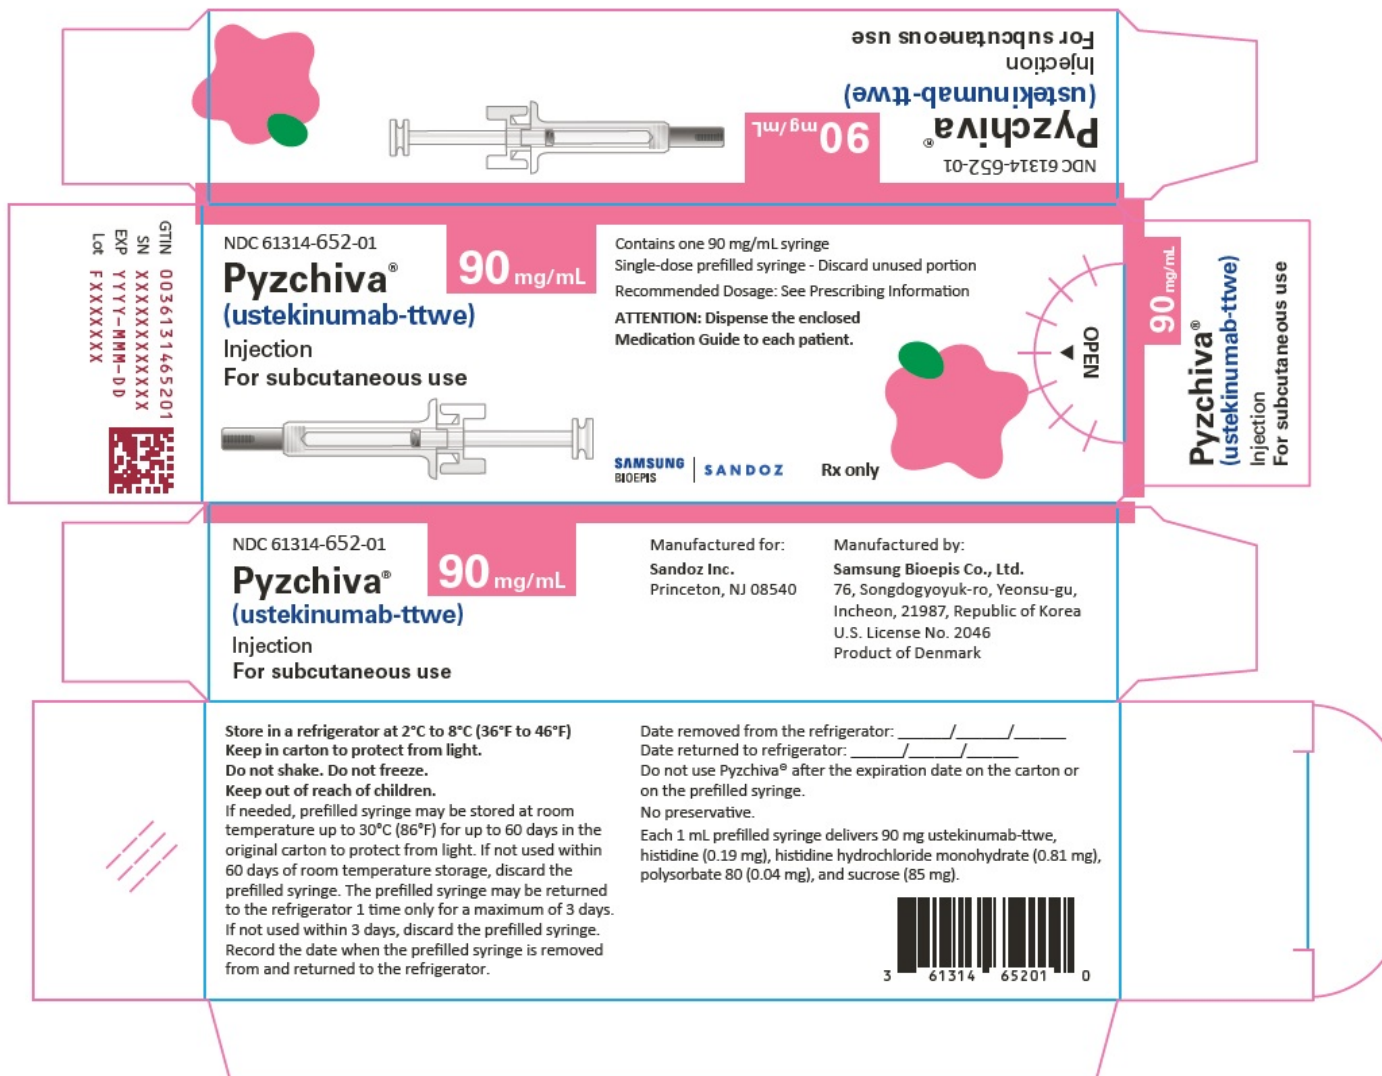 NDC 61314-652-01
Pyzchiva®
90 mg/mL
(ustekinumab-ttwe)
Injection
For subcutaneous use
GTIN 0036131465201
SN XXXXXXXXXXXX
EXP YYYY-MMM-DD
Lot FXXXXXXX
NDC 61314-652-01
Pyzchiva®
(ustekinumab-ttwe)
Injection
For subcutaneous use
90 mg/mL
Contains one 90 mg/mL syringe
Single-dose prefilled syringe - Discard unused portion
Recommended Dosage: See Prescribing Information
ATTENTION: Dispense the enclosed
Medication Guide to each patient.
SAMSUNG
BIOEPIS
SANDOZ
Rx only
OPEN
90 mg/mL
Pyzchiva®
(ustekinumab-ttwe)
Injection
For subcutaneous use
NDC 61314-652-01
Pyzchiva®
(ustekinumab-ttwe)
Injection
For subcutaneous use
90 mg/mL
Manufactured for:
Sandoz Inc.
Princeton, NJ 08540
Manufactured by:
Samsung Bioepis Co., Ltd.
76, Songdogyoyuk-ro, Yeonsu-gu,
Incheon, 21987, Republic of Korea
U.S. License No. 2046
Product of Denmark
Store in a refrigerator at 2°C to 8°C (36°F to 46°F)
Keep in carton to protect from light.
Do not shake. Do not freeze.
Keep out of reach of children.
If needed, prefilled syringe may be stored at room
temperature up to 30°C (86°F) for up to 60 days in the
original carton to protect from light. If not used within
60 days of room temperature storage, discard the
prefilled syringe. The prefilled syringe may be returned
to the refrigerator 1 time only for a maximum of 3 days.
If not used within 3 days, discard the prefilled syringe.
Record the date when the prefilled syringe is removed
from and returned to the refrigerator.
Date removed from the refrigerator: ______/______/______
Date returned to refrigerator: ______/______/______
Do not use Pyzchiva® after the expiration date on the carton or
on the prefilled syringe.
No preservative.
Each 1 mL prefilled syringe delivers 90 mg ustekinumab-ttwe,
histidine (0.19 mg), histidine hydrochloride monohydrate (0.81 mg),
polysorbate 80 (0.04 mg), and sucrose (85 mg).
3 61314 65201 0